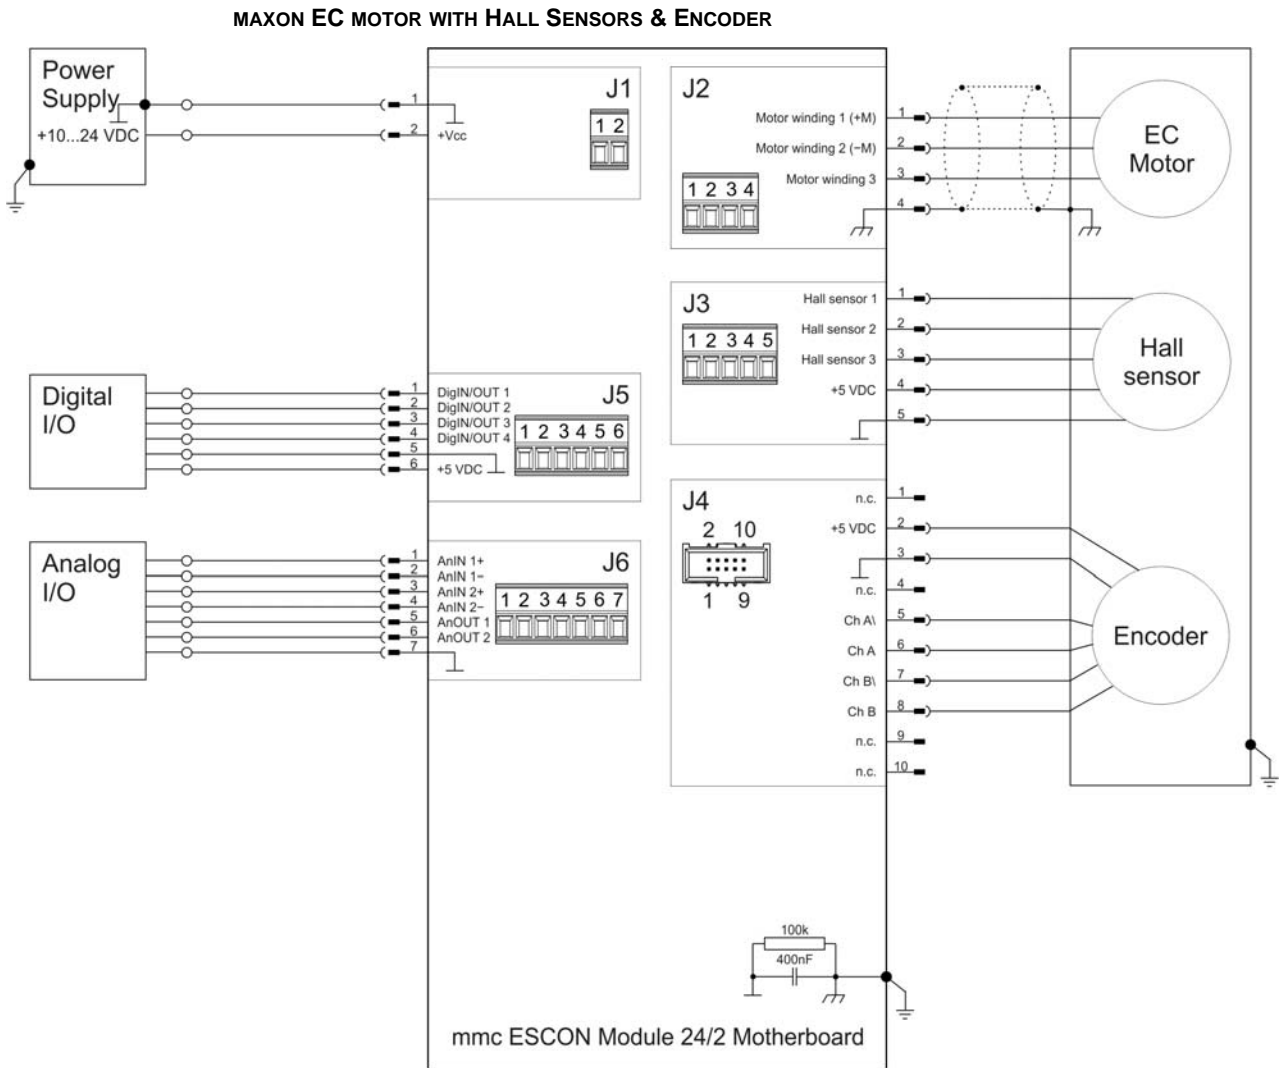 MAXON EC MOTOR WITH HALL SENSORS & ENCODER
Power
Supply
+10...24 VDC
1
2
+Vcc
J1
1 2
J2
Motor winding 1 (+M)
1
Motor winding 2 (−M)
2
Motor winding 3
3
4
1 2 3 4
EC
Motor
J3
Hall sensor 1
1
Hall sensor 2
2
Hall sensor 3
3
+5 VDC
4
5
1 2 3 4 5
Hall
sensor
Digital
I/O
1
DigIN/OUT 1
2
DigIN/OUT 2
3
DigIN/OUT 3
4
DigIN/OUT 4
5
6
+5 VDC
J5
1 2 3 4 5 6
Analog
I/O
1
AnIN 1+
2
AnIN 1−
3
AnIN 2+
4
AnIN 2−
5
AnOUT 1
6
AnOUT 2
7
J6
1 2 3 4 5 6 7
J4
2 10
1 9
n.c.
1
+5 VDC
2
3
n.c.
4
Ch A\
5
Ch A
6
Ch B\
7
Ch B
8
n.c.
9
n.c.
10
Encoder
100k
400nF
mmc ESCON Module 24/2 Motherboard